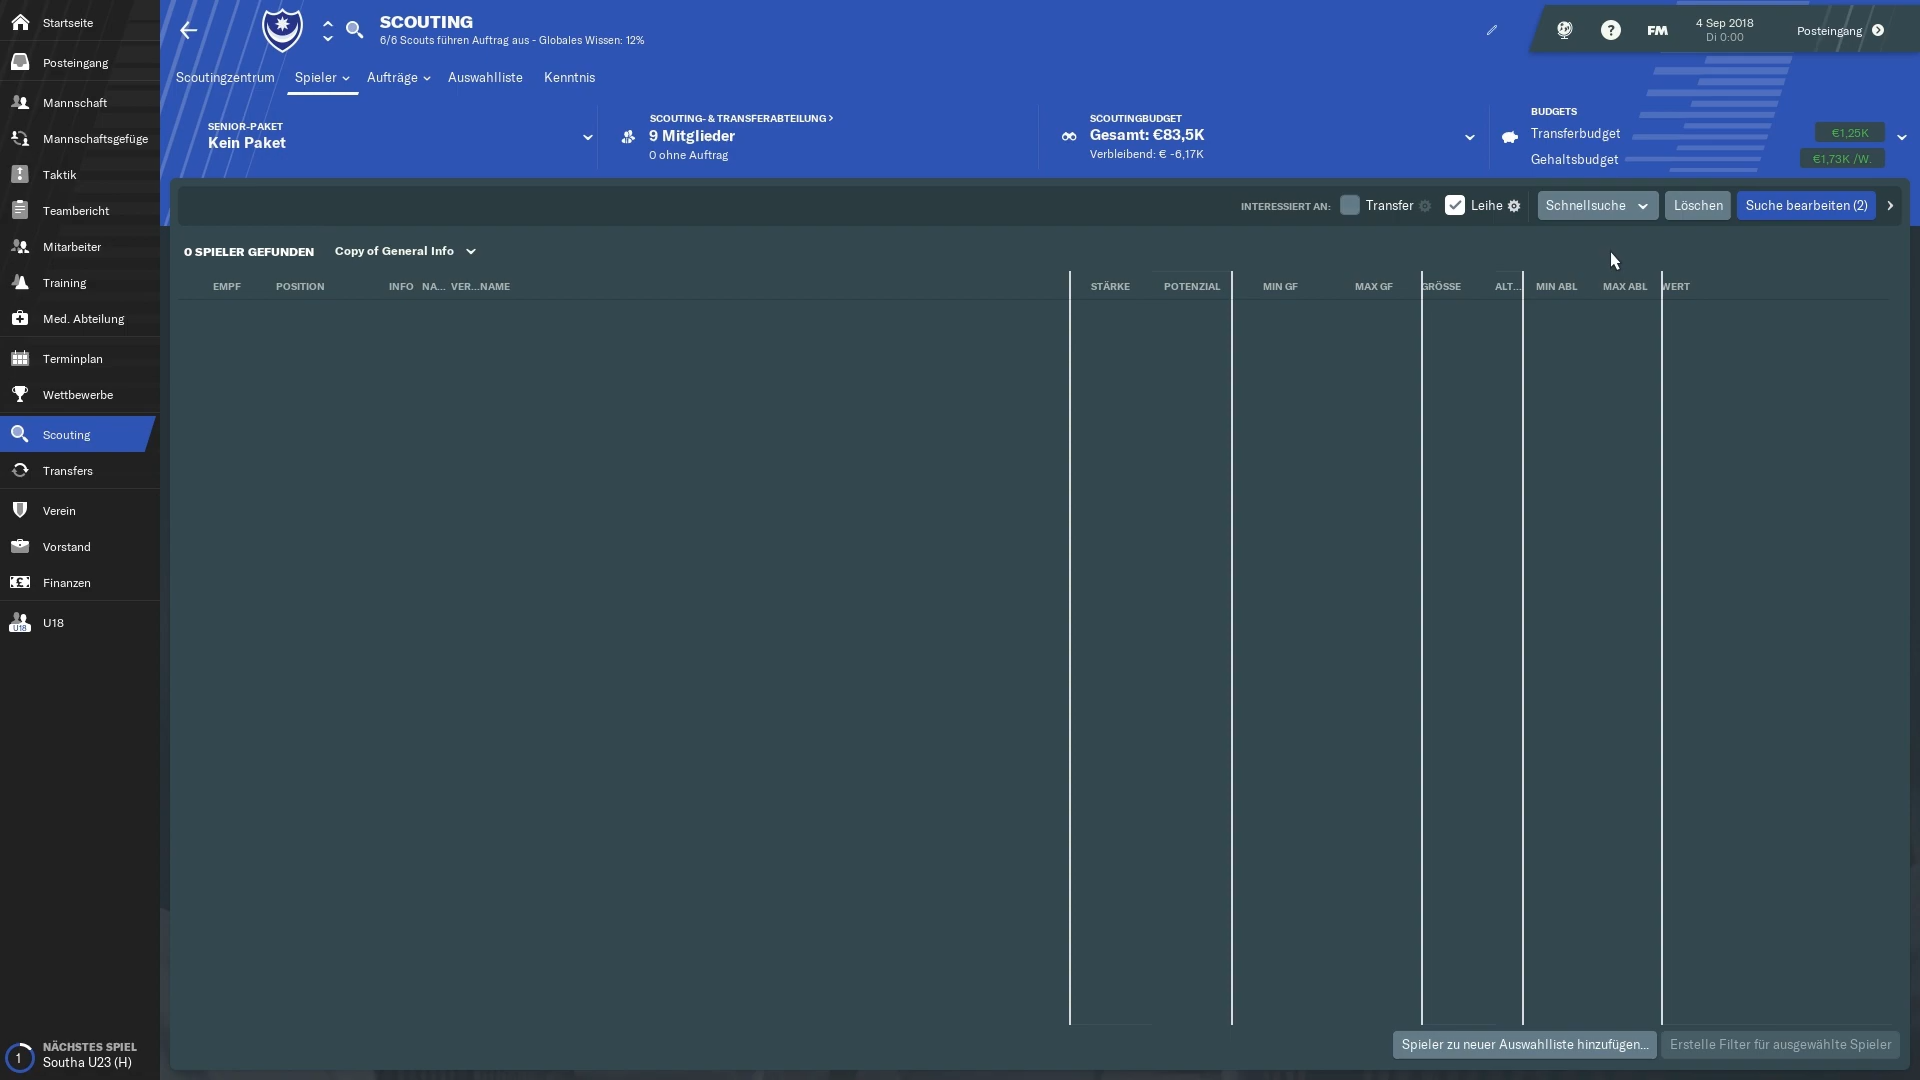 Startseite
Posteingang
Mannschaft
Mannschaftsgefüge
Taktik
Teambericht
Mitarbeiter
Training
Med. Abteilung
Terminplan
Wettbewerbe
Scouting
Transfers
Verein
Vorstand
Finanzen
U18
U18
1
NÄCHSTES SPIEL
Southa U23 (H)
SCOUTING
6/6 Scouts führen Auftrag aus - Globales Wissen: 12%
?
FM
4 Sep 2018
Di 0:00
Posteingang
Scoutingzentrum
Spieler
Aufträge
Auswahlliste
Kenntnis
SENIOR-PAKET
Kein Paket
SCOUTING- & TRANSFERABTEILUNG >
9 Mitglieder
0 ohne Auftrag
SCOUTINGBUDGET
Gesamt: €83,5K
Verbleibend: € -6,17K
BUDGETS
Transferbudget
€1,25K
Gehaltsbudget
€1,73K /W.
INTERESSIERT AN:
Transfer
Leihe
Schnellsuche
Löschen
Suche bearbeiten (2)
0 SPIELER GEFUNDEN
Copy of General Info
EMPF POSITION INFO NA... VER... NAME STÄRKE POTENZIAL MIN GF MAX GF GRÖSSE ALT... MIN ABL MAX ABL WERT
Spieler zu neuer Auswahlliste hinzufügen...
Erstelle Filter für ausgewählte Spieler